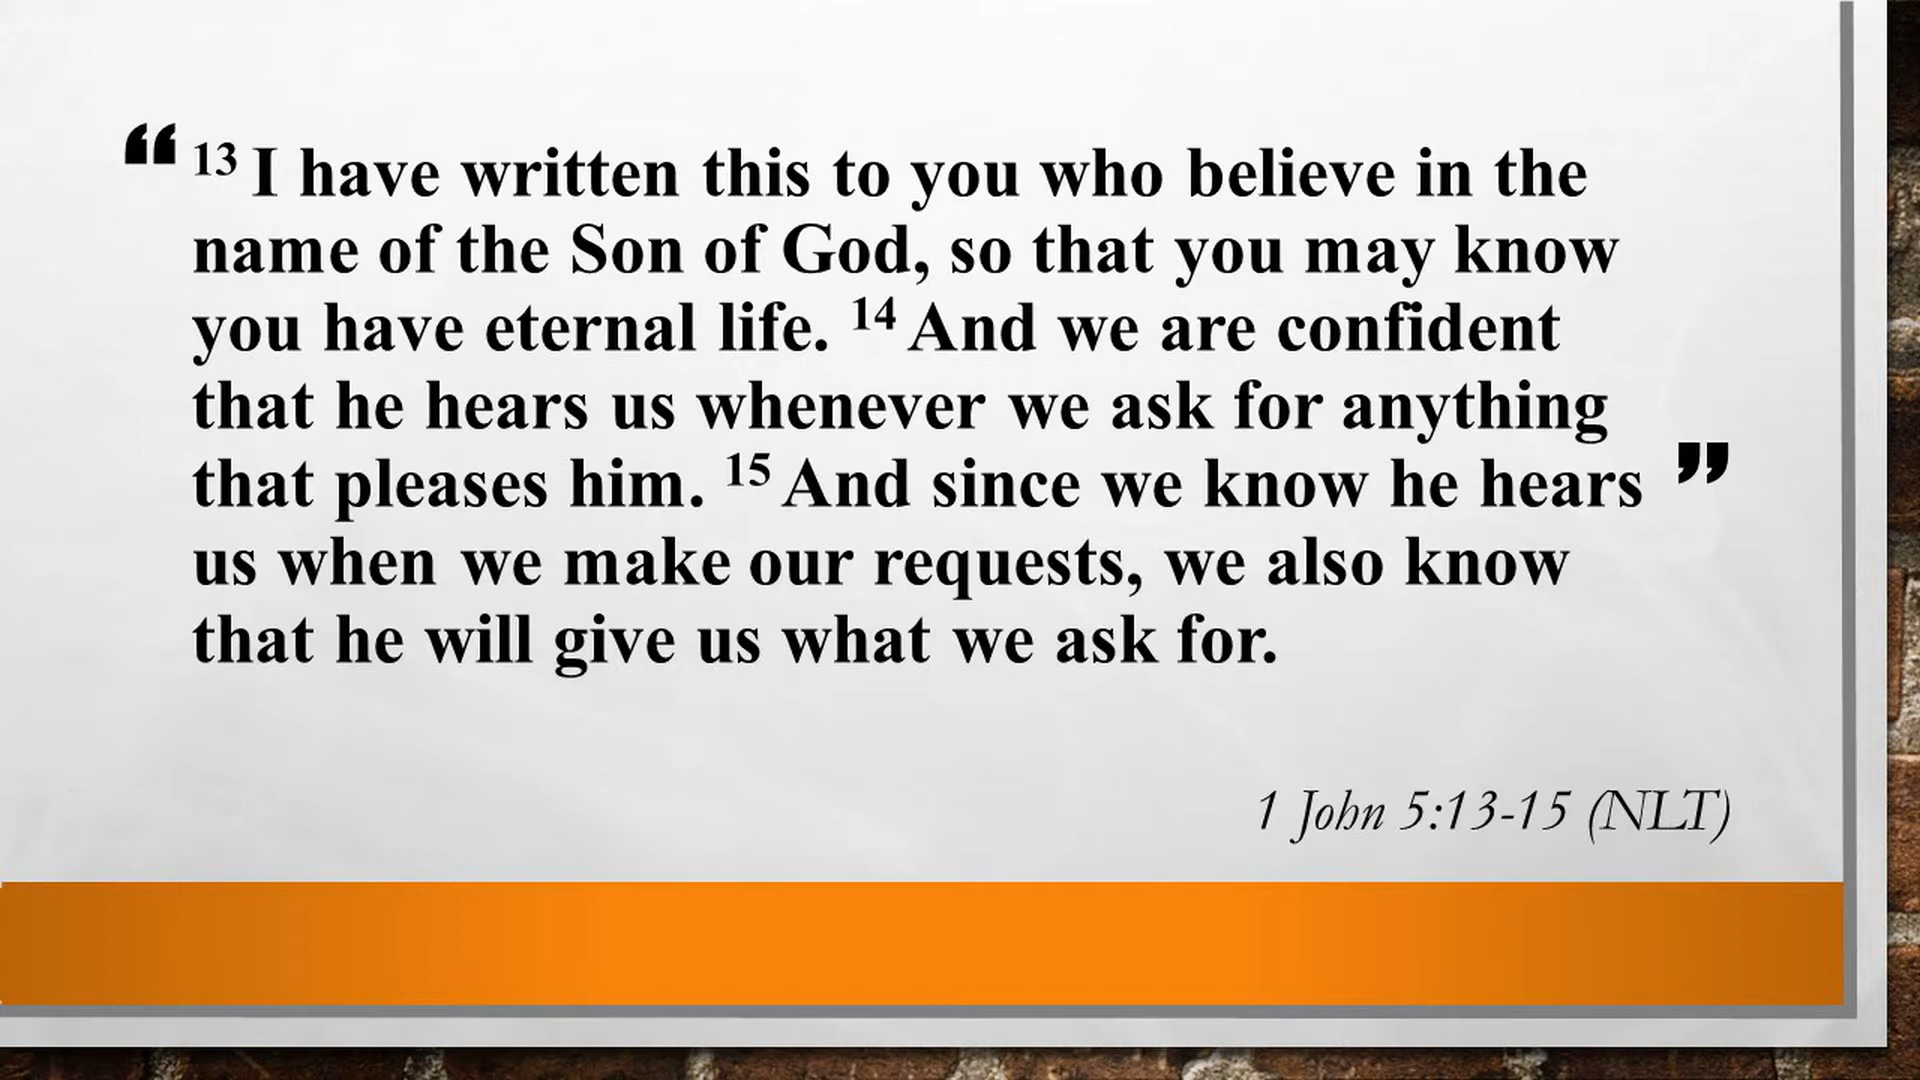 “ ¹³ I have written this to you who believe in the
name of the Son of God, so that you may know
you have eternal life. ¹⁴ And we are confident
that he hears us whenever we ask for anything
that pleases him. ¹⁵ And since we know he hears ”
us when we make our requests, we also know
that he will give us what we ask for.
1 John 5:13-15 (NLT)